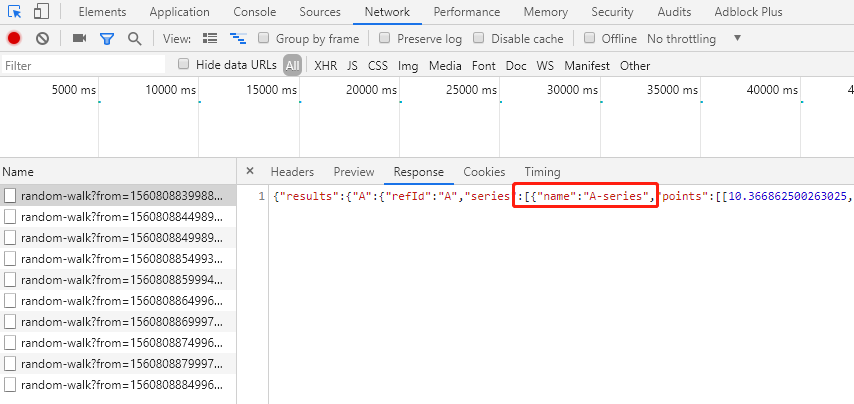 Elements Application Console Sources Network Performance Memory Security Audits Adblock Plus
View: Group by frame Preserve log Disable cache Offline No throttling
Filter Hide data URLs All XHR JS CSS Img Media Font Doc WS Manifest Other
5000 ms 10000 ms 15000 ms 20000 ms 25000 ms 30000 ms 35000 ms 40000 ms 4
Name × Headers Preview Response Cookies Timing
random-walk?from=1560808839988... 1 {"results":{"A":{"refId":"A","series":[{"name":"A-series","points":[[10.366862500263025,
random-walk?from=1560808844989...
random-walk?from=1560808849989...
random-walk?from=1560808854993...
random-walk?from=1560808859994...
random-walk?from=1560808864996...
random-walk?from=1560808869997...
random-walk?from=1560808874996...
random-walk?from=1560808879997...
random-walk?from=1560808884996...